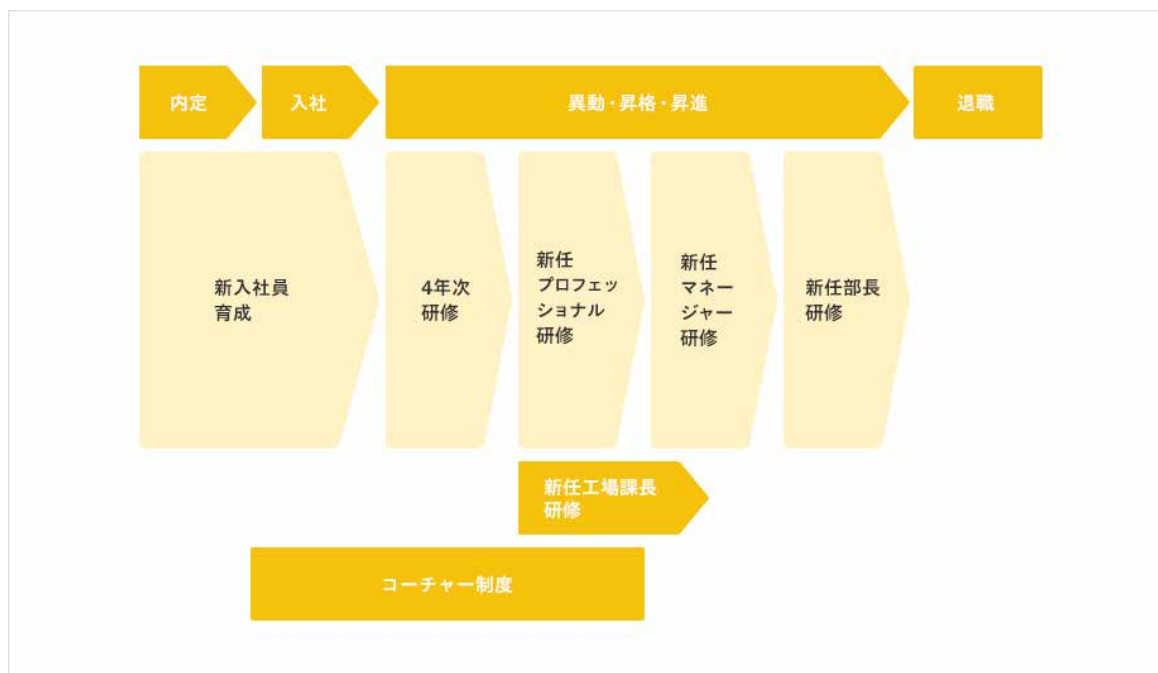 内定
入社
異動・昇格・昇進
退職
新入社員
育成
4年次
研修
新任
プロフェッ
ショナル
研修
新任
マネー
ジャー
研修
新任部長
研修
新任工場課長
研修
コーチャー制度